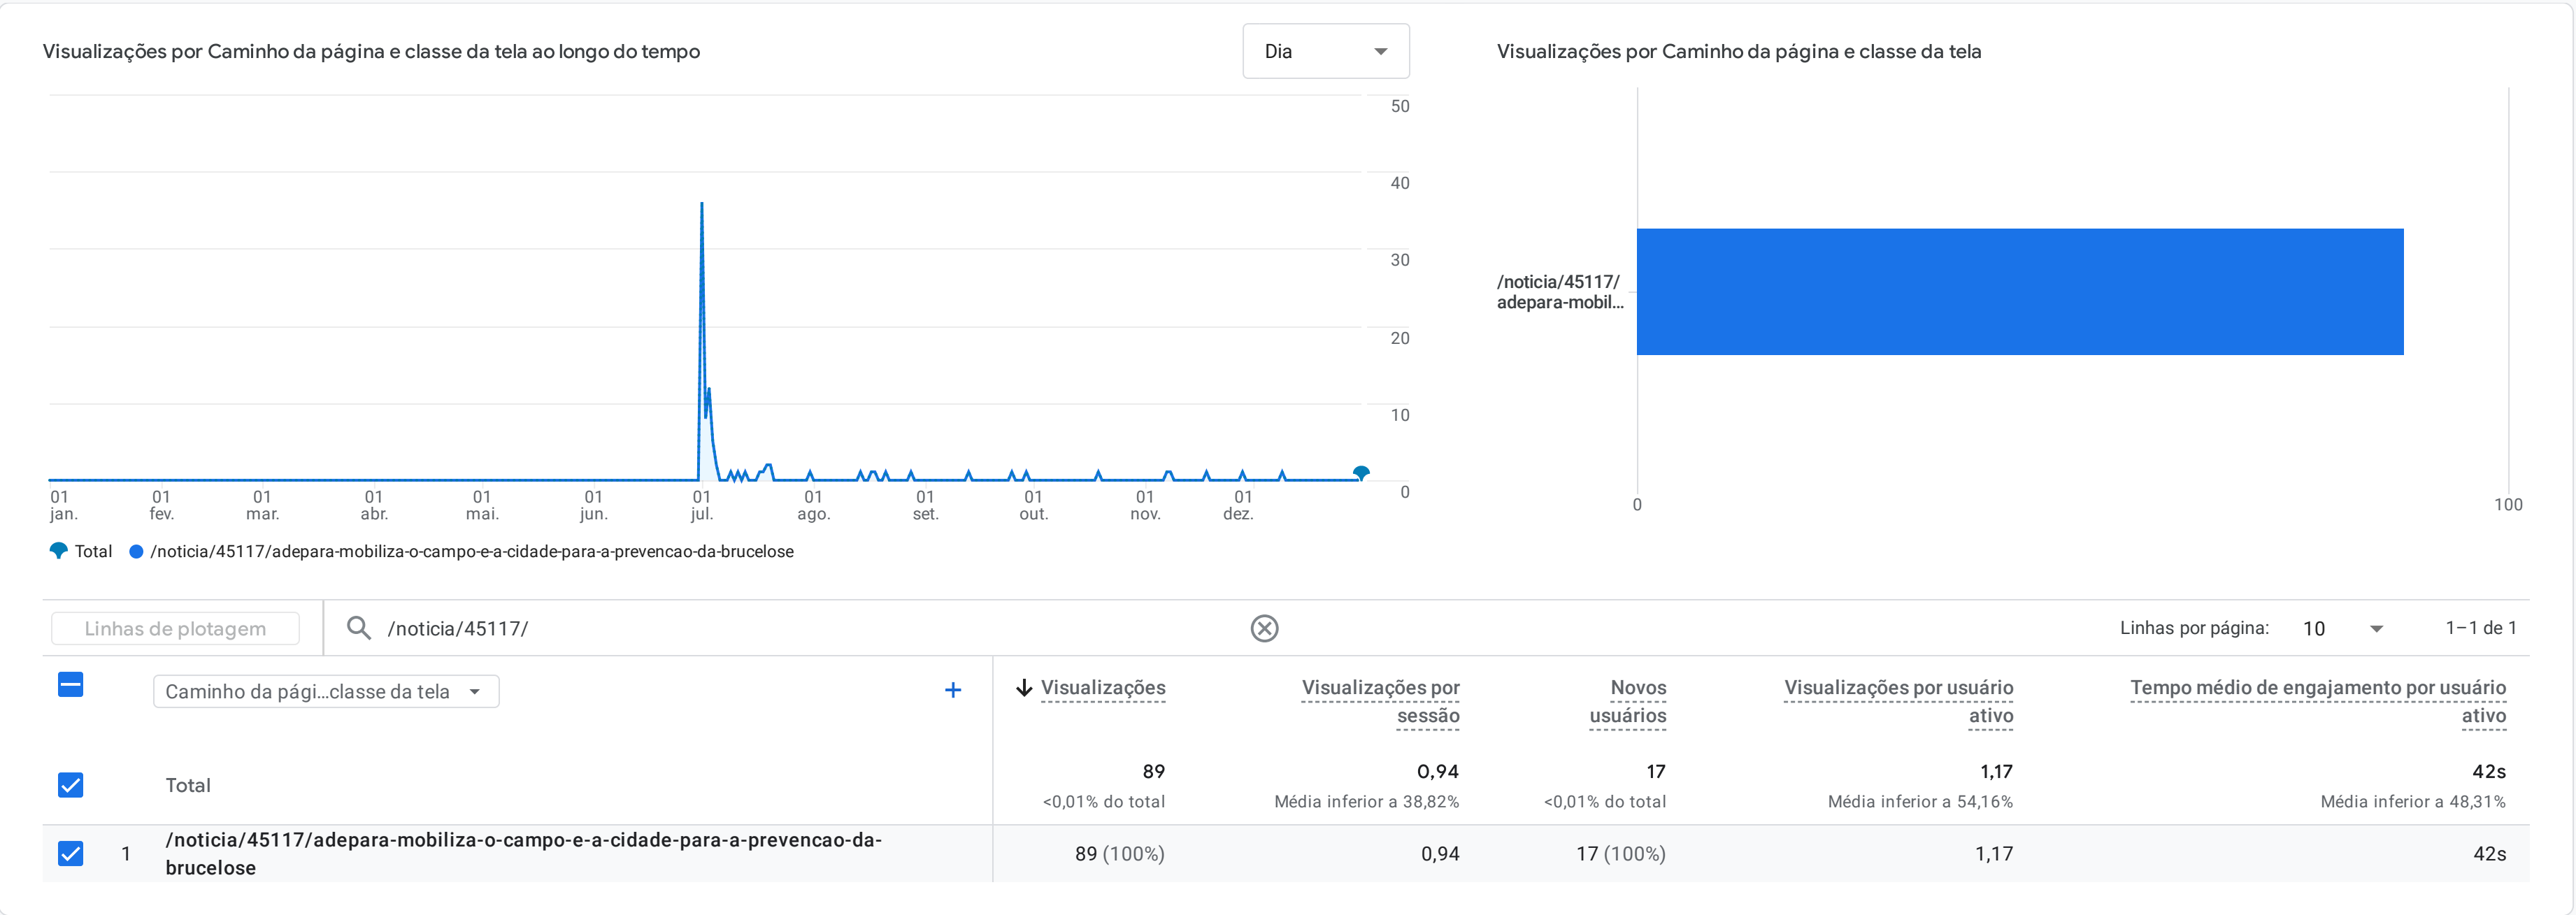 Visualizações por Caminho da página e classe da tela ao longo do tempo
Dia
50
40
30
20
10
0
01 jan.
01 fev.
01 mar.
01 abr.
01 mai.
01 jun.
01 jul.
01 ago.
01 set.
01 out.
01 nov.
01 dez.
Total
/noticia/45117/adepara-mobiliza-o-campo-e-a-cidade-para-a-prevencao-da-brucelose
Visualizações por Caminho da página e classe da tela
/noticia/45117/
adepara-mobil...
0
100
Linhas de plotagem
/noticia/45117/
Linhas por página:
10
1–1 de 1
Caminho da pági...classe da tela
+
Visualizações
Visualizações por
sessão
Novos
usuários
Visualizações por usuário
ativo
Tempo médio de engajamento por usuário
ativo
Total
89
<0,01% do total
0,94
Média inferior a 38,82%
17
<0,01% do total
1,17
Média inferior a 54,16%
42s
Média inferior a 48,31%
1
/noticia/45117/adepara-mobiliza-o-campo-e-a-cidade-para-a-prevencao-da-
brucelose
89 (100%)
0,94
17 (100%)
1,17
42s